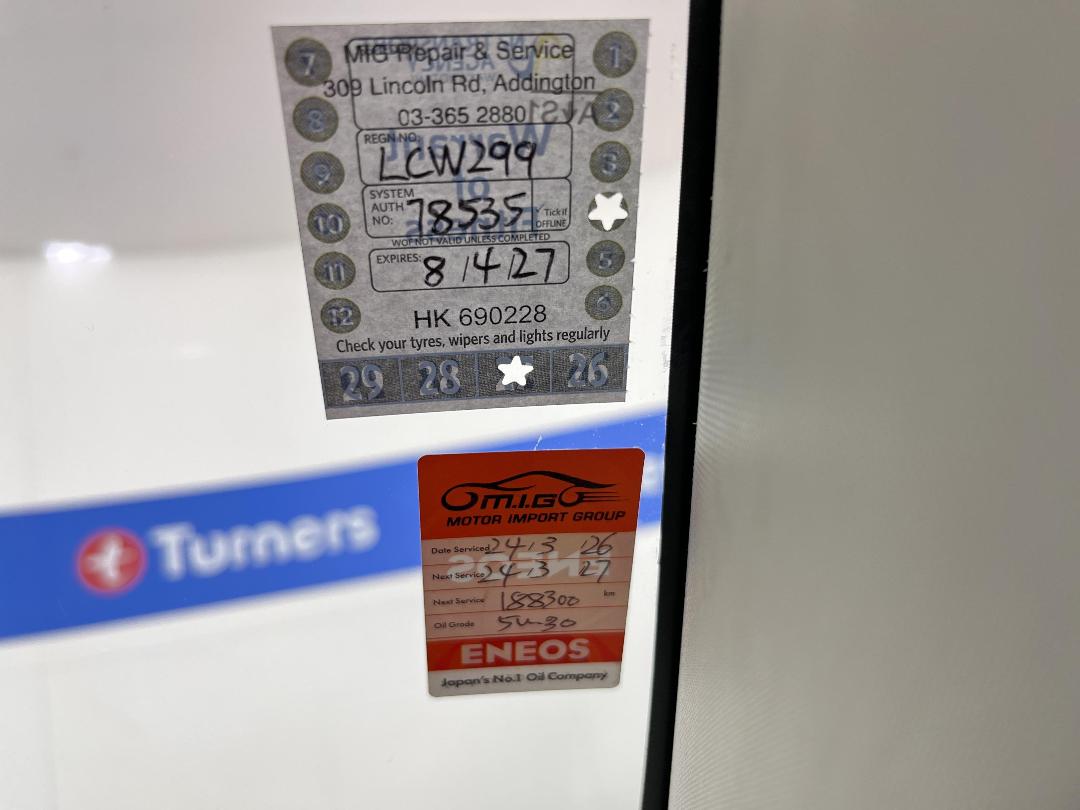 MIG Repair & Service
309 Lincoln Rd, Addington
03-365 2880
REGN NO. LCW299
SYSTEM AUTH NO: 78535 Tick if OFFLINE
WOF NOT VALID UNLESS COMPLETED
EXPIRES: 8/4/27
7
8
9
10
11
12
1
2
3
5
6
HK 690228
Check your tyres, wipers and lights regularly
29 28 26
Turners
M.I.G
MOTOR IMPORT GROUP
Date Serviced 24/3 26
Next Service 24/3 27
Next Service 188300 km
Oil Grade 5W-30
ENEOS
Japan's No.1 Oil Company